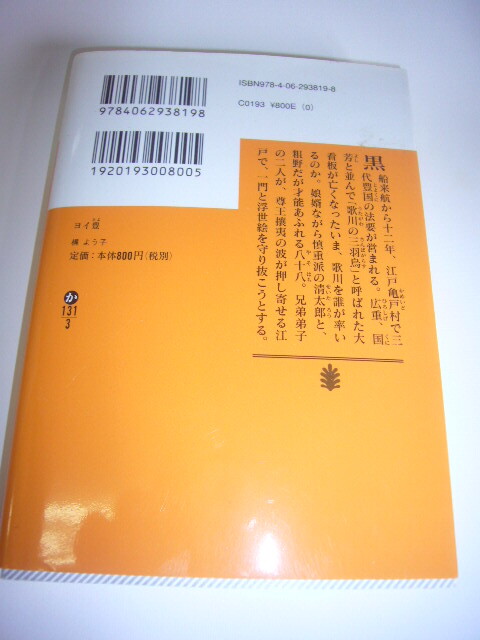 ISBN978-4-06-293819-8
C0193 ¥800E (0)
9784062938198
1920193008005
黒船来航から十二年、江戸亀戸村で三
代豊国の法要が営まれる。広重、国
芳と並んで「歌川の三羽烏」と呼ばれた大
看板が亡くなったいま、歌川を誰が率い
るのか。娘婿ながら慎重派の清太郎と、
粗野だが才能あふれる八十八。兄弟弟子
の二人が、尊王攘夷の波が押し寄せる江
戸で、一門と浮世絵を守り抜こうとする。
ヨイ豊
梶よう子
定価:本体800円(税別)
か
131
3